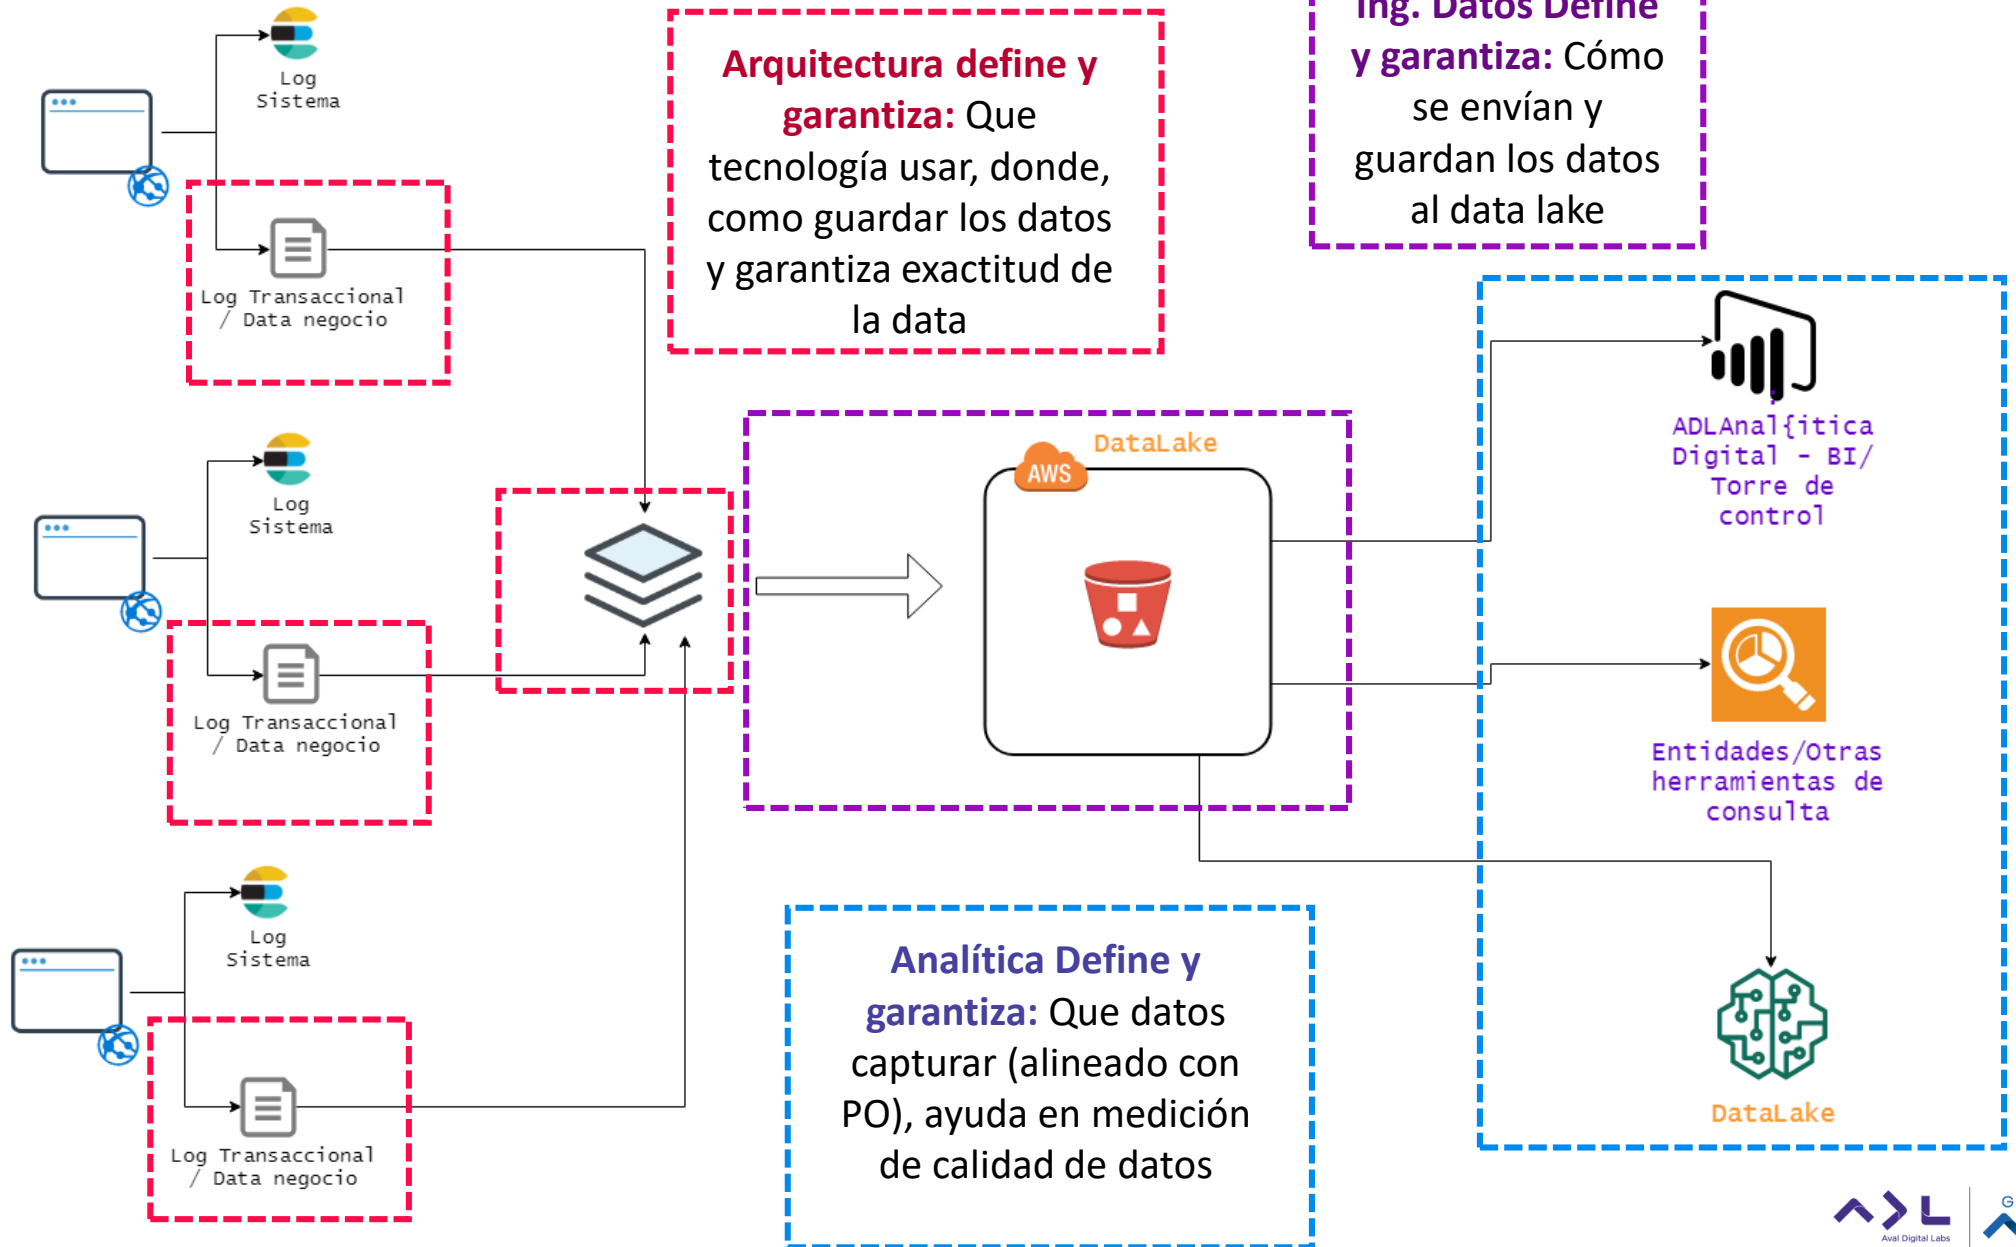 Log
Sistema
Log Transaccional
/ Data negocio
Arquitectura define y
garantiza: Que
tecnología usar, donde,
como guardar los datos
y garantiza exactitud de
la data
Ing. Datos Define
y garantiza: Cómo
se envían y
guardan los datos
al data lake
Log
Sistema
Log Transaccional
/ Data negocio
AWS
DataLake
ADLAnal{itica
Digital - BI/
Torre de
control
Entidades/Otras
herramientas de
consulta
Log
Sistema
Log Transaccional
/ Data negocio
Analítica Define y
garantiza: Que datos
capturar (alineado con
PO), ayuda en medición
de calidad de datos
DataLake
ADL
Aval Digital Labs
G